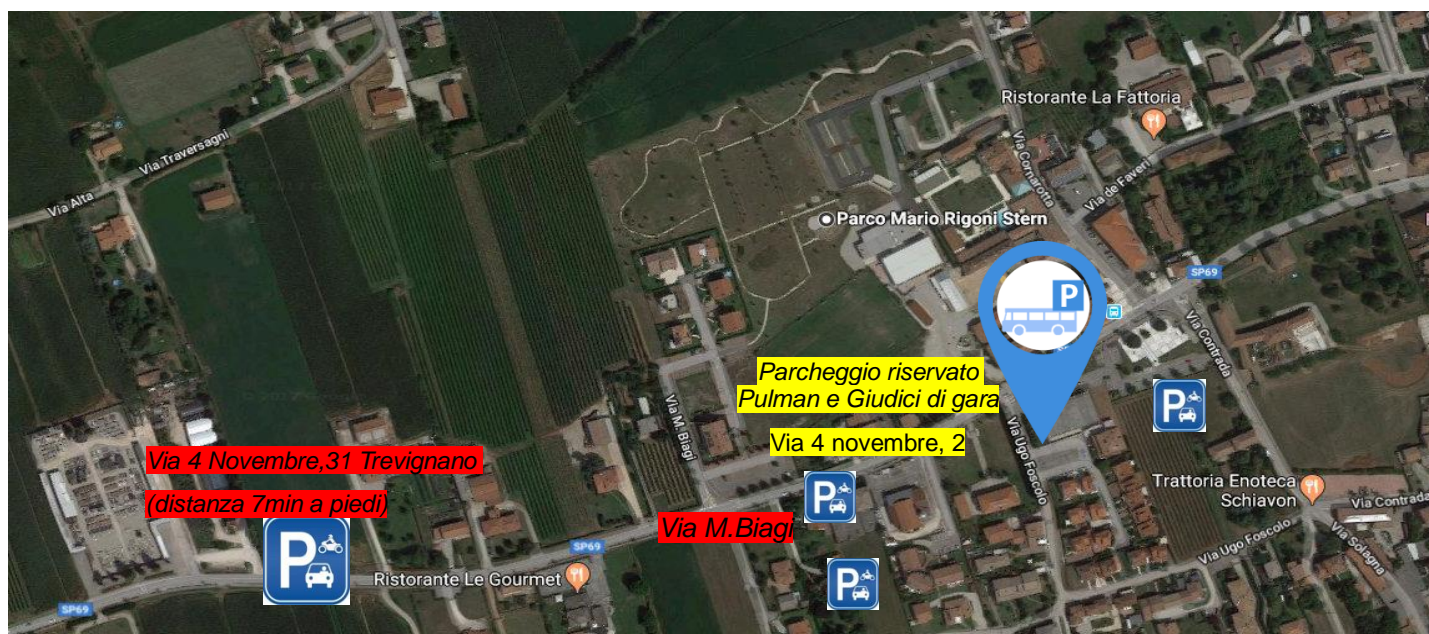 Ristorante La Fattoria
Via Traversagni
Via Alta
Via Cornarotta
Via de Faveri
Parco Mario Rigoni Stern
SP69
P
Via Contrada
Parcheggio riservato
Pulman e Giudici di gara
Via 4 novembre, 2
Via M. Biagi
Via Ugo Foscolo
P
Via 4 Novembre,31 Trevignano
(distanza 7min a piedi)
Trattoria Enoteca
Schiavon
Via Contrada
P
Via M.Biagi
SP69
Via Ugo Foscolo
Via Solagna
P
Ristorante Le Gourmet
P
SP69